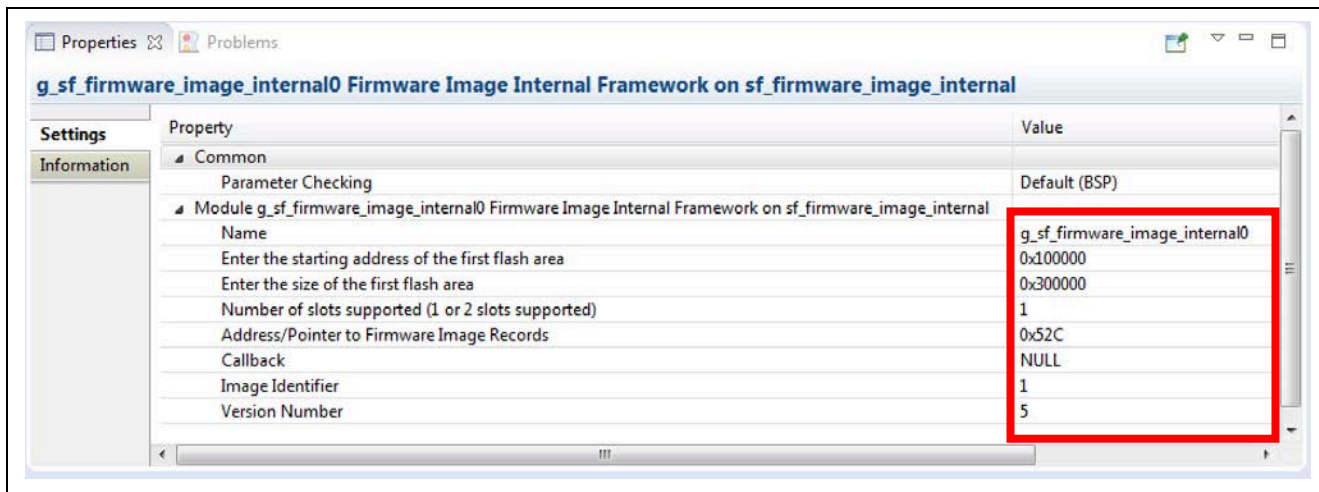 Properties Problems
g_sf_firmware_image_internal0 Firmware Image Internal Framework on sf_firmware_image_internal
Settings
Information
Property Value
Common
Parameter Checking Default (BSP)
Module g_sf_firmware_image_internal0 Firmware Image Internal Framework on sf_firmware_image_internal
Name g_sf_firmware_image_internal0
Enter the starting address of the first flash area 0x100000
Enter the size of the first flash area 0x300000
Number of slots supported (1 or 2 slots supported) 1
Address/Pointer to Firmware Image Records 0x52C
Callback NULL
Image Identifier 1
Version Number 5